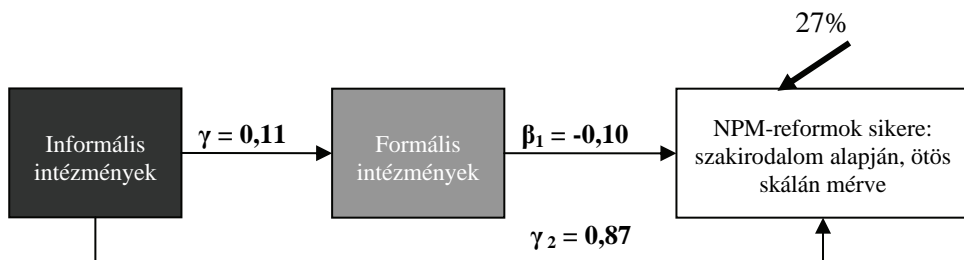 27%
Informális
intézmények
γ = 0,11
Formális
intézmények
β1 = -0,10
NPM-reformok sikere:
szakirodalom alapján, ötös
skálán mérve
γ 2 = 0,87